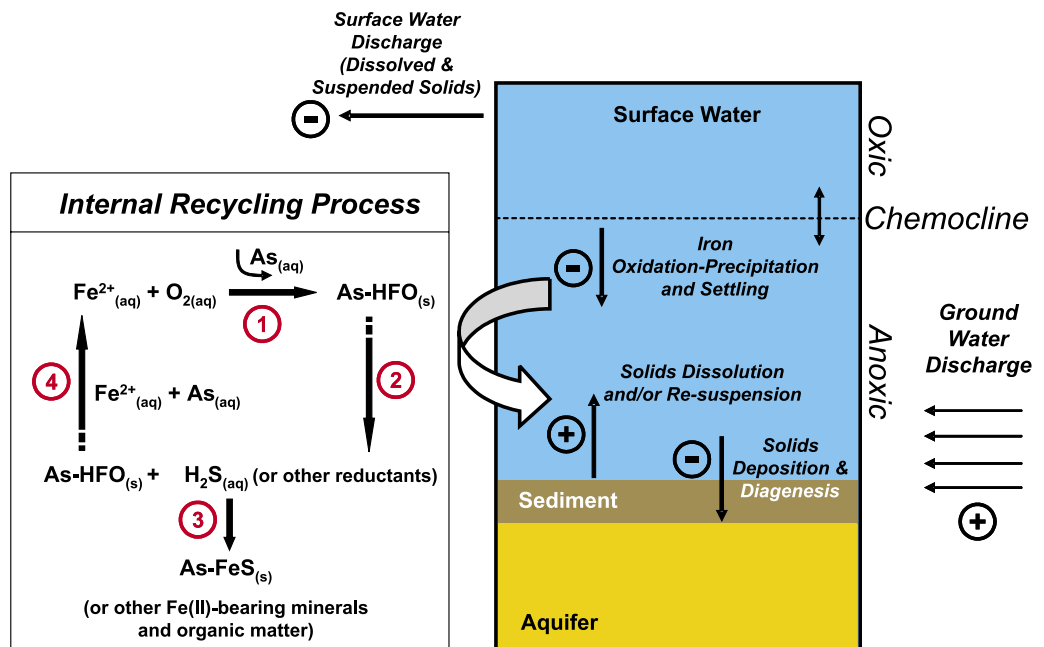 Surface Water
Discharge
(Dissolved &
Suspended Solids)
-
Surface Water
Oxic
Chemocline
Iron
Oxidation-Precipitation
and Settling
-
Anoxic
Ground
Water
Discharge
+
Solids Dissolution
and/or Re-suspension
+
Solids
Deposition &
Diagenesis
-
Sediment
Aquifer
Internal Recycling Process
As(aq)
Fe²⁺(aq) + O₂(aq)
As-HFO(s)
1
2
4
Fe²⁺(aq) + As(aq)
As-HFO(s) + H₂S(aq) (or other reductants)
3
As-FeS(s)
(or other Fe(II)-bearing minerals
and organic matter)